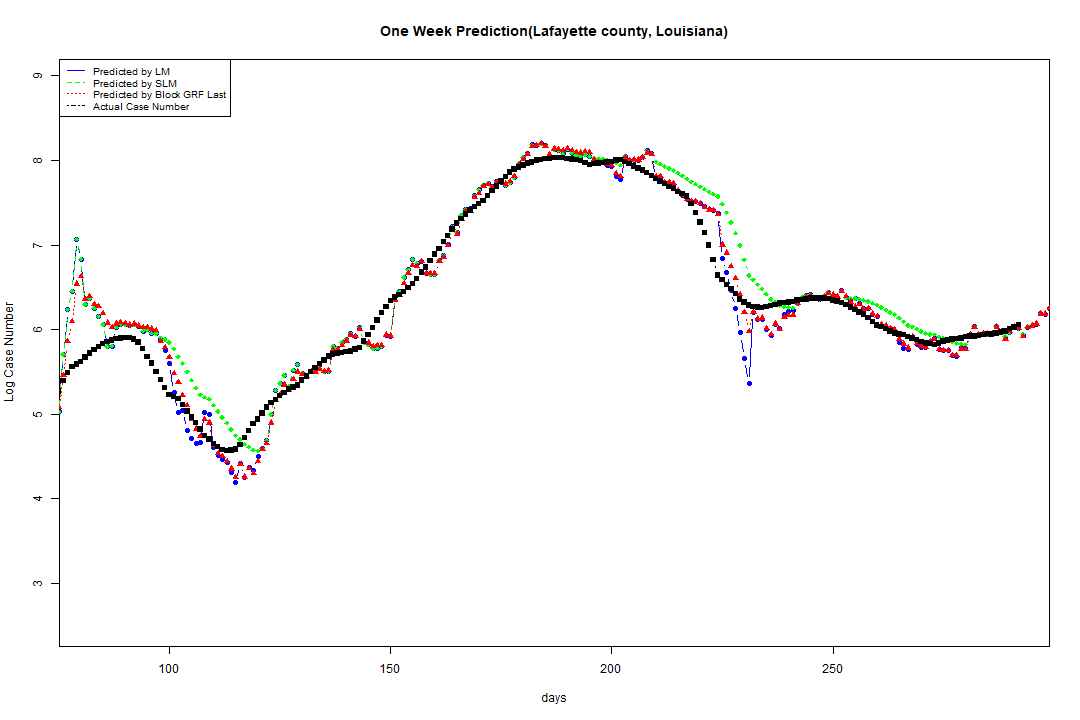 One Week Prediction(Lafayette county, Louisiana)
Predicted by LM
Predicted by SLM
Predicted by Block GRF Last
Actual Case Number
Log Case Number
9
8
7
6
5
4
3
100 150 200 250
days